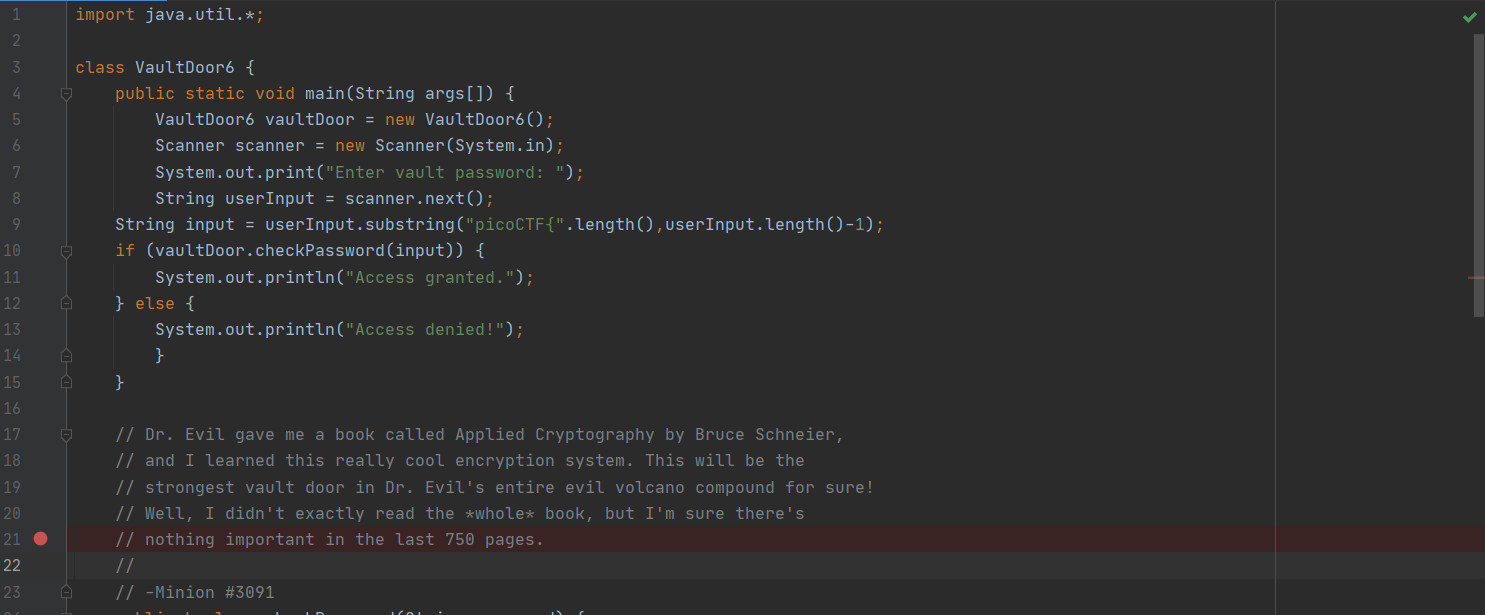 1 import java.util.*;
2
3 class VaultDoor6 {
4 public static void main(String args[]) {
5 VaultDoor6 vaultDoor = new VaultDoor6();
6 Scanner scanner = new Scanner(System.in);
7 System.out.print("Enter vault password: ");
8 String userInput = scanner.next();
9 String input = userInput.substring("picoCTF{".length(),userInput.length()-1);
10 if (vaultDoor.checkPassword(input)) {
11 System.out.println("Access granted.");
12 } else {
13 System.out.println("Access denied!");
14 }
15 }
16
17 // Dr. Evil gave me a book called Applied Cryptography by Bruce Schneier,
18 // and I learned this really cool encryption system. This will be the
19 // strongest vault door in Dr. Evil's entire evil volcano compound for sure!
20 // Well, I didn't exactly read the *whole* book, but I'm sure there's
21 // nothing important in the last 750 pages.
22 //
23 // -Minion #3091